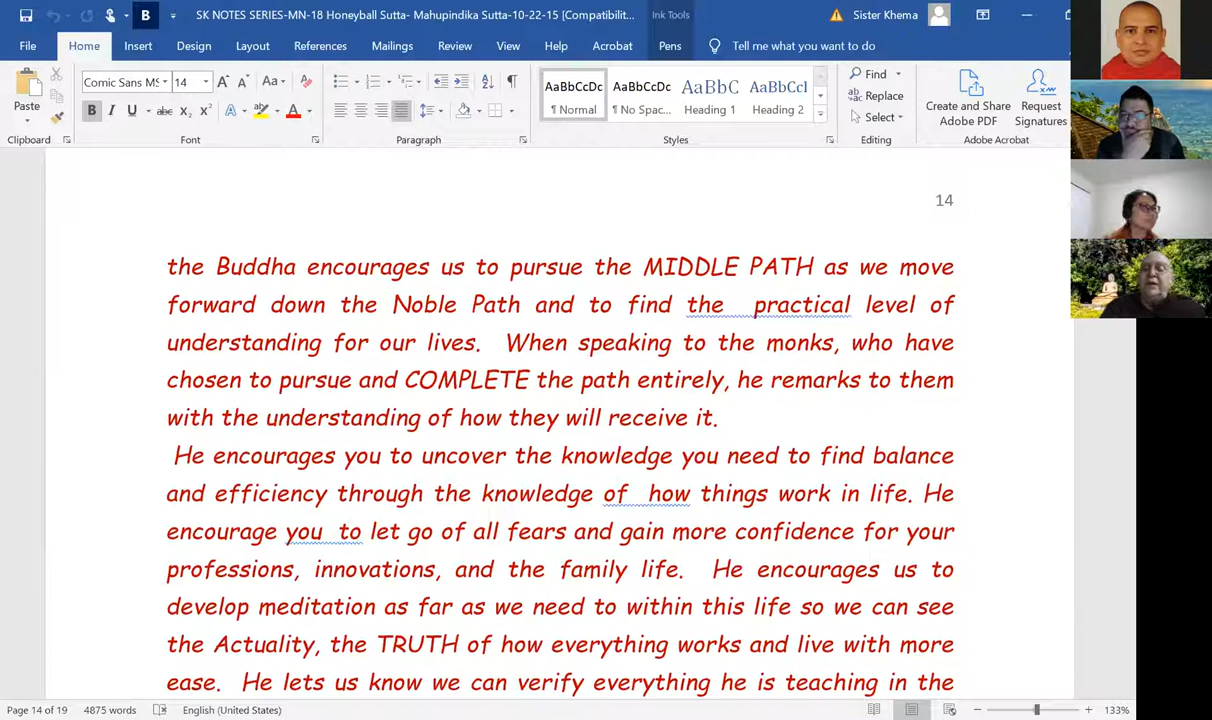 SK NOTES SERIES-MN-18 Honeyball Sutta- Mahupindika Sutta-10-22-15 [Compatibilit...
Ink Tools
Sister Khema
File Home Insert Design Layout References Mailings Review View Help Acrobat Pens Tell me what you want to do
Paste
Clipboard
Comic Sans MS 14
Font
Paragraph
AaBbCcDc AaBbCcDc AaBbC AaBbCcl
¶ Normal ¶ No Spac... Heading 1 Heading 2
Styles
Find
Replace
Select
Editing
Create and Share Adobe PDF
Request Signatures
Adobe Acrobat
14
the Buddha encourages us to pursue the MIDDLE PATH as we move
forward down the Noble Path and to find the practical level of
understanding for our lives. When speaking to the monks, who have
chosen to pursue and COMPLETE the path entirely, he remarks to them
with the understanding of how they will receive it.
He encourages you to uncover the knowledge you need to find balance
and efficiency through the knowledge of how things work in life. He
encourage you to let go of all fears and gain more confidence for your
professions, innovations, and the family life. He encourages us to
develop meditation as far as we need to within this life so we can see
the Actuality, the TRUTH of how everything works and live with more
ease. He lets us know we can verify everything he is teaching in the
Page 14 of 19 4875 words English (United States) 133%